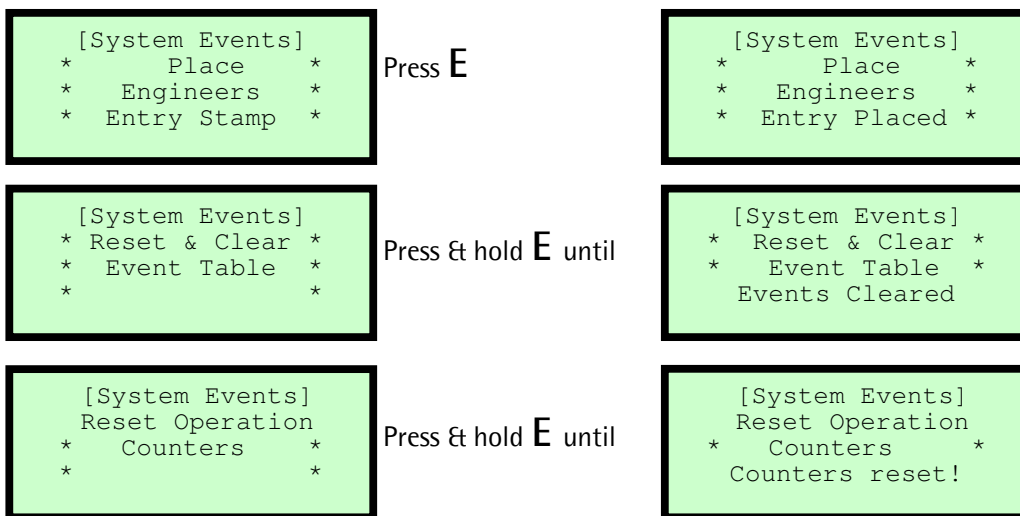 [System Events]
* Place *
* Engineers *
* Entry Stamp *
Press E
[System Events]
* Place *
* Engineers *
* Entry Placed *
[System Events]
* Reset & Clear *
* Event Table *
* *
Press & hold E until
[System Events]
* Reset & Clear *
* Event Table *
Events Cleared
[System Events]
Reset Operation
* Counters *
* *
Press & hold E until
[System Events]
Reset Operation
* Counters *
Counters reset!